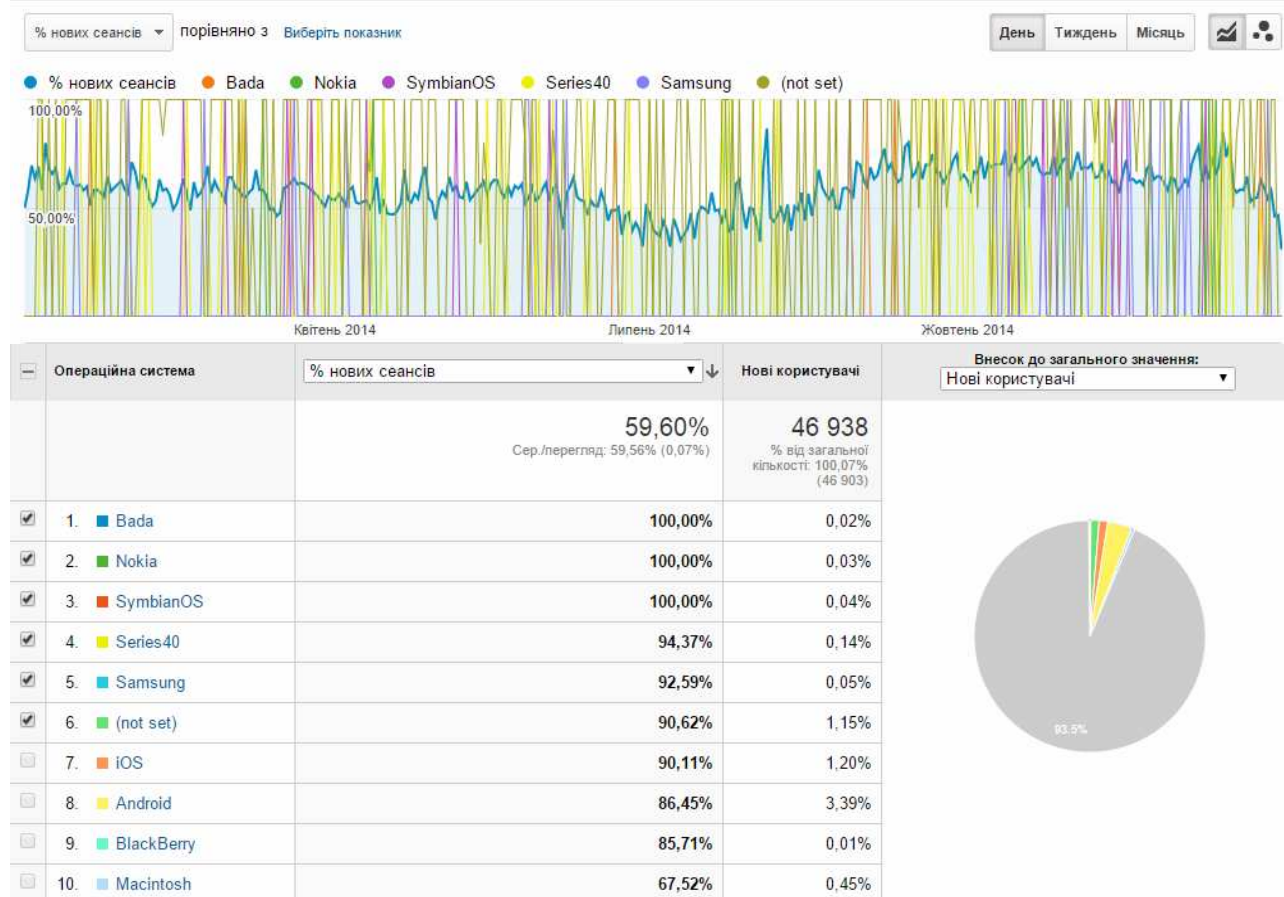 % нових сеансів порівняно з Виберіть показник День Тиждень Місяць
% нових сеансів Bada Nokia SymbianOS Series40 Samsung (not set)
100,00%
50,00%
Квітень 2014 Липень 2014 Жовтень 2014
Операційна система % нових сеансів Нові користувачі Внесок до загального значення:
Нові користувачі
59,60% 46 938
Сер./перегляд: 59,56% (0,07%) % від загальної
кількості: 100,07%
(46 903)
1. Bada 100,00% 0,02%
2. Nokia 100,00% 0,03%
3. SymbianOS 100,00% 0,04%
4. Series40 94,37% 0,14%
5. Samsung 92,59% 0,05%
6. (not set) 90,62% 1,15%
7. iOS 90,11% 1,20%
8. Android 86,45% 3,39%
9. BlackBerry 85,71% 0,01%
10. Macintosh 67,52% 0,45%
93.5%